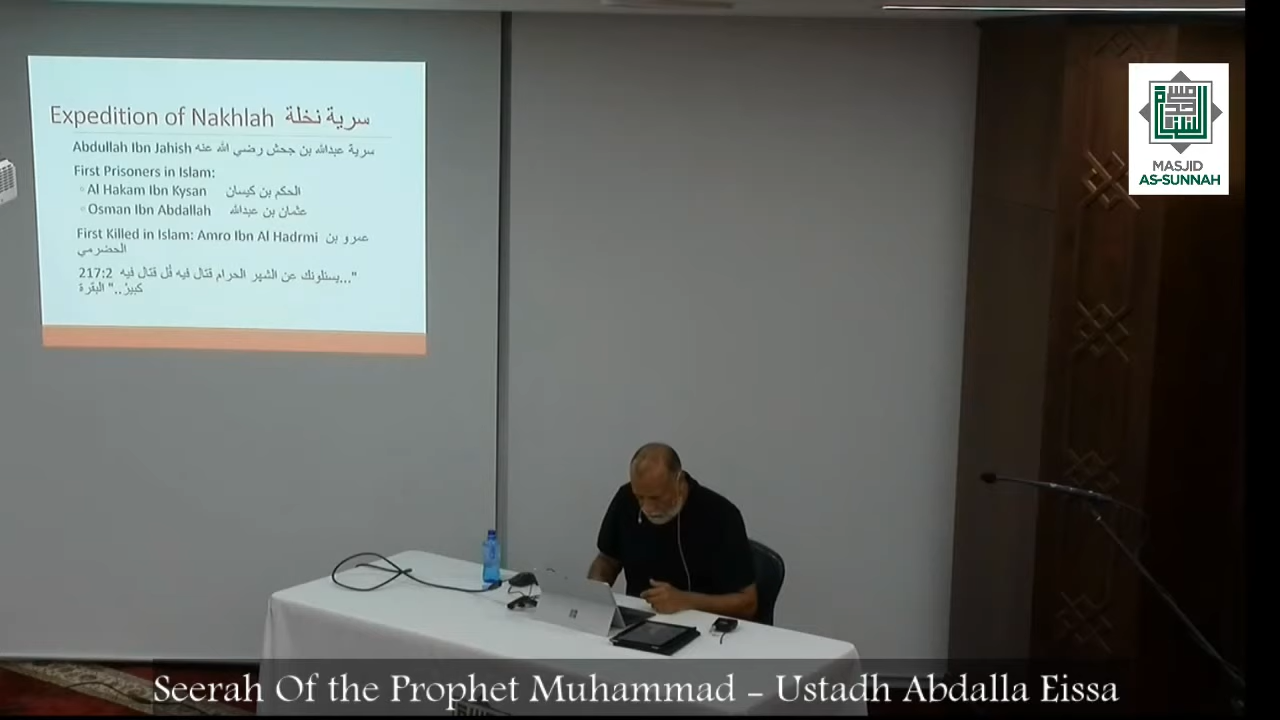 Expedition of Nakhlah سرية نخلة
Abdullah Ibn Jahish سرية عبدالله بن جحش رضي الله عنه
First Prisoners in Islam:
Al Hakam Ibn Kysan الحكم بن كيسان
Osman Ibn Abdallah عثمان بن عبدالله
First Killed in Islam: Amro Ibn Al Hadrmi عمرو بن
الحضرمي
"...يسئلونك عن الشهر الحرام قتال فيه قُل قتال فيه 217:2
كبيرٌ.." البقرة
MASJID
AS-SUNNAH
Seerah Of the Prophet Muhammad - Ustadh Abdalla Eissa